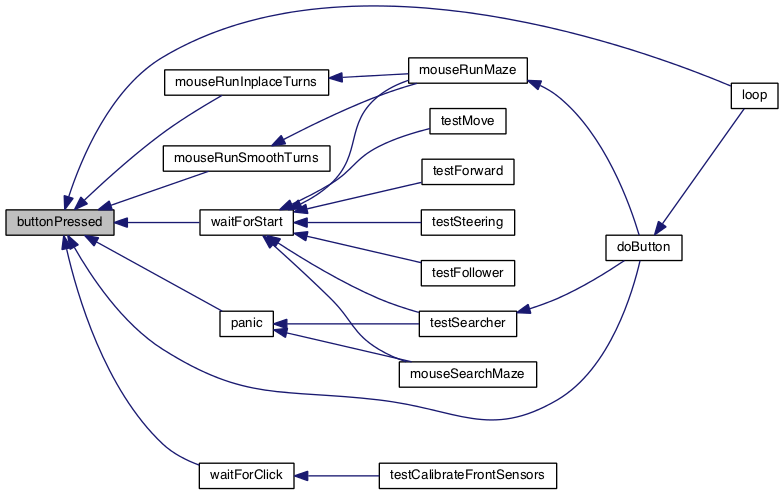 mouseRunMaze
mouseRunInplaceTurns
loop
testMove
mouseRunSmoothTurns
testForward
buttonPressed
waitForStart
testSteering
doButton
testFollower
panic
testSearcher
mouseSearchMaze
waitForClick
testCalibrateFrontSensors